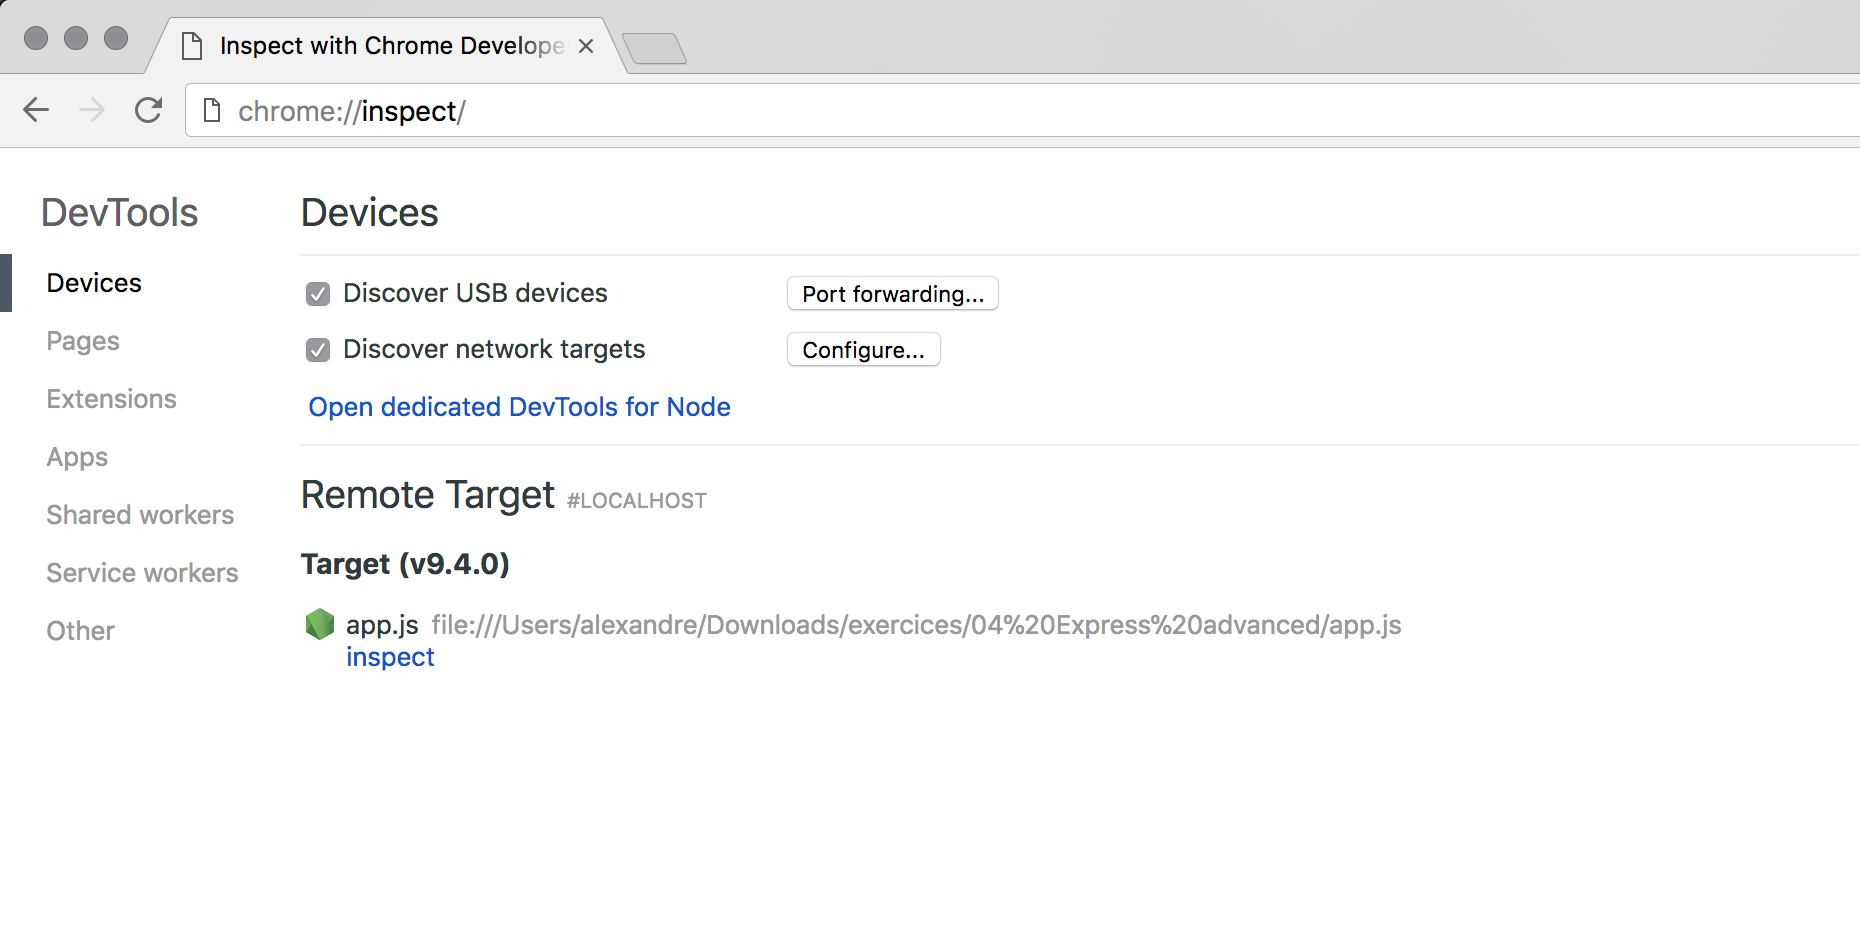 Inspect with Chrome Develope
chrome://inspect/
DevTools
Devices
Pages
Extensions
Apps
Shared workers
Service workers
Other
Devices
Discover USB devices Port forwarding...
Discover network targets Configure...
Open dedicated DevTools for Node
Remote Target #LOCALHOST
Target (v9.4.0)
app.js file:///Users/alexandre/Downloads/exercices/04%20Express%20advanced/app.js
inspect